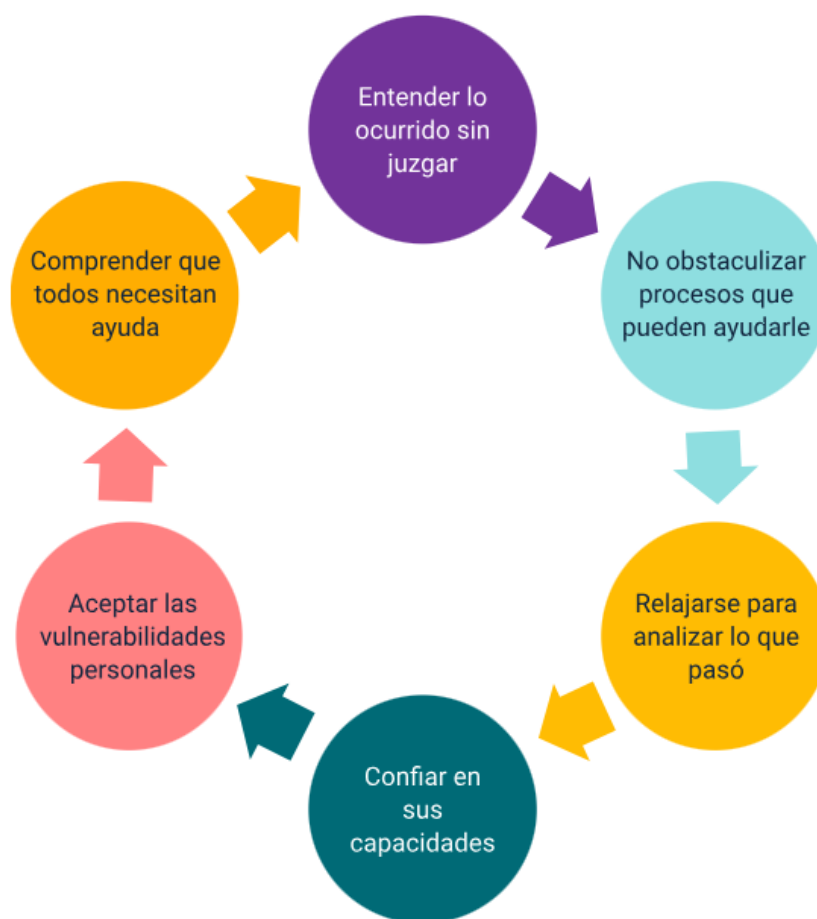 Entender lo
ocurrido sin
juzgar
No obstaculizar
procesos que
pueden ayudarle
Relajarse para
analizar lo que
pasó
Confiar en
sus
capacidades
Aceptar las
vulnerabilidades
personales
Comprender que
todos necesitan
ayuda